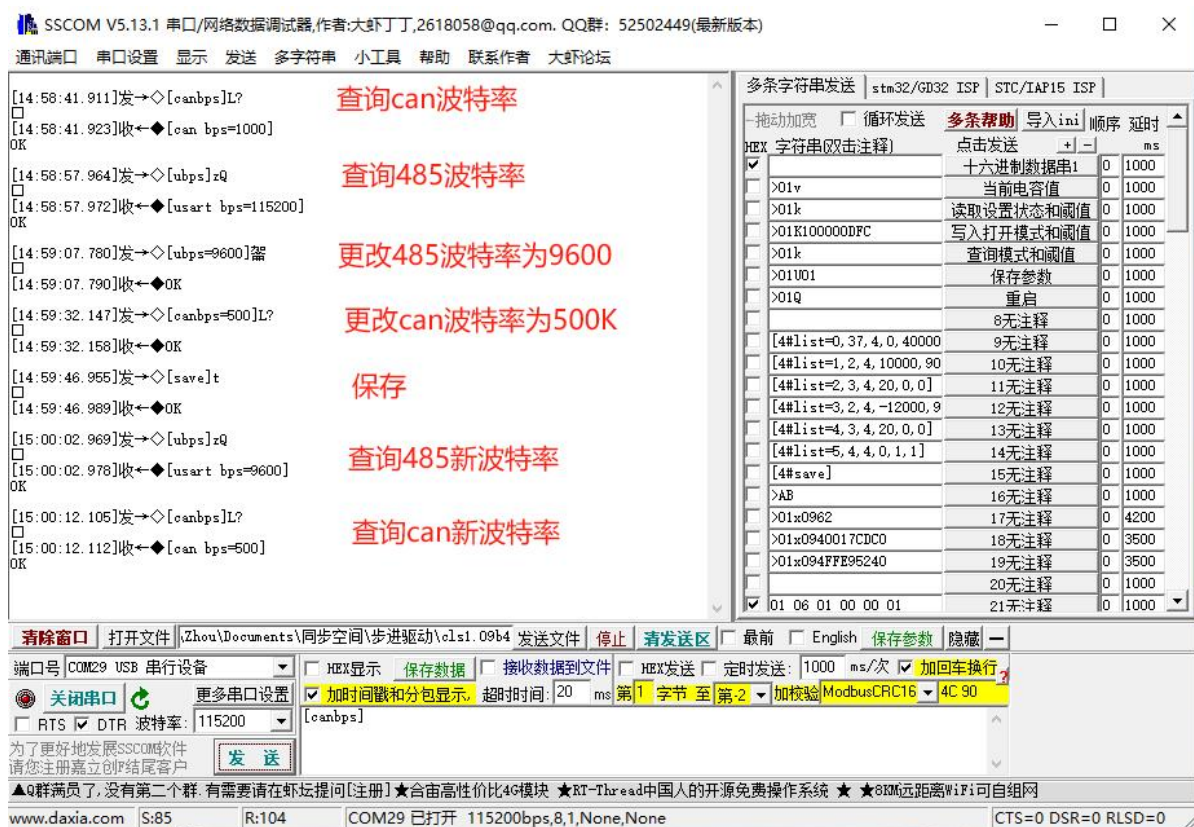 SSCOM V5.13.1 串口/网络数据调试器,作者:大虾丁丁,2618058@qq.com. QQ群: 52502449(最新版本)
通讯端口 串口设置 显示 发送 多字符串 小工具 帮助 联系作者 大虾论坛
[14:58:41.911]发→◇[canbps]L?
查询can波特率
□
[14:58:41.923]收←◆[can bps=1000]
OK
[14:58:57.964]发→◇[ubps]zQ
查询485波特率
□
[14:58:57.972]收←◆[usart bps=115200]
OK
[14:59:07.780]发→◇[ubps=9600]
更改485波特率为9600
□
[14:59:07.790]收←◆OK
[14:59:32.147]发→◇[canbps=500]L?
更改can波特率为500K
□
[14:59:32.158]收←◆OK
[14:59:46.955]发→◇[save]t
保存
□
[14:59:46.989]收←◆OK
[15:00:02.969]发→◇[ubps]zQ
查询485新波特率
□
[15:00:02.978]收←◆[usart bps=9600]
OK
[15:00:12.105]发→◇[canbps]L?
查询can新波特率
□
[15:00:12.112]收←◆[can bps=500]
OK
多条字符串发送 stm32/GD32 ISP STC/IAP15 ISP
拖动加宽 循环发送 多条帮助 导入ini 顺序 延时
HEX 字符串(双击注释) 点击发送 + - ms
十六进制数据串1 0 1000
>01v 当前电容值 0 1000
>01k 读取设置状态和阈值 0 1000
>01K100000DFC 写入打开模式和阈值 0 1000
>01k 查询模式和阈值 0 1000
>01U01 保存参数 0 1000
>01Q 重启 0 1000
8无注释 0 1000
[4#list=0,37,4,0,40000 9无注释 0 1000
[4#list=1,2,4,10000,90 10无注释 0 1000
[4#list=2,3,4,20,0,0] 11无注释 0 1000
[4#list=3,2,4,-12000,9 12无注释 0 1000
[4#list=4,3,4,20,0,0] 13无注释 0 1000
[4#list=5,4,4,0,1,1] 14无注释 0 1000
[4#save] 15无注释 0 1000
>AB 16无注释 0 1000
>01x0962 17无注释 0 4200
>01x0940017CDC0 18无注释 0 3500
>01x094FFE95240 19无注释 0 3500
20无注释 0 1000
01 06 01 00 00 01 21无注释 0 1000
清除窗口 打开文件 \Zhou\Documents\同步空间\步进驱动\cls1.09b4 发送文件 停止 清发送区 最前 English 保存参数 隐藏 —
端口号 COM29 USB 串行设备 HEX显示 保存数据 接收数据到文件 HEX发送 定时发送: 1000 ms/次 加回车换行 ?
关闭串口 更多串口设置 加时间戳和分包显示, 超时时间: 20 ms 第 1 字节 至 第-2 加校验 ModbusCRC16 4C 90
RTS DTR 波特率: 115200 [canbps]
为了更好地发展SSCOM软件
请您注册嘉立创F结尾客户
发 送
▲Q群满员了,没有第二个群.有需要请在虾坛提问[注册]★合宙高性价比4G模块 ★RT-Thread中国人的开源免费操作系统 ★ ★8KM远距离WiFi可自组网
www.daxia.com S:85 R:104 COM29 已打开 115200bps,8,1,None,None CTS=0 DSR=0 RLSD=0